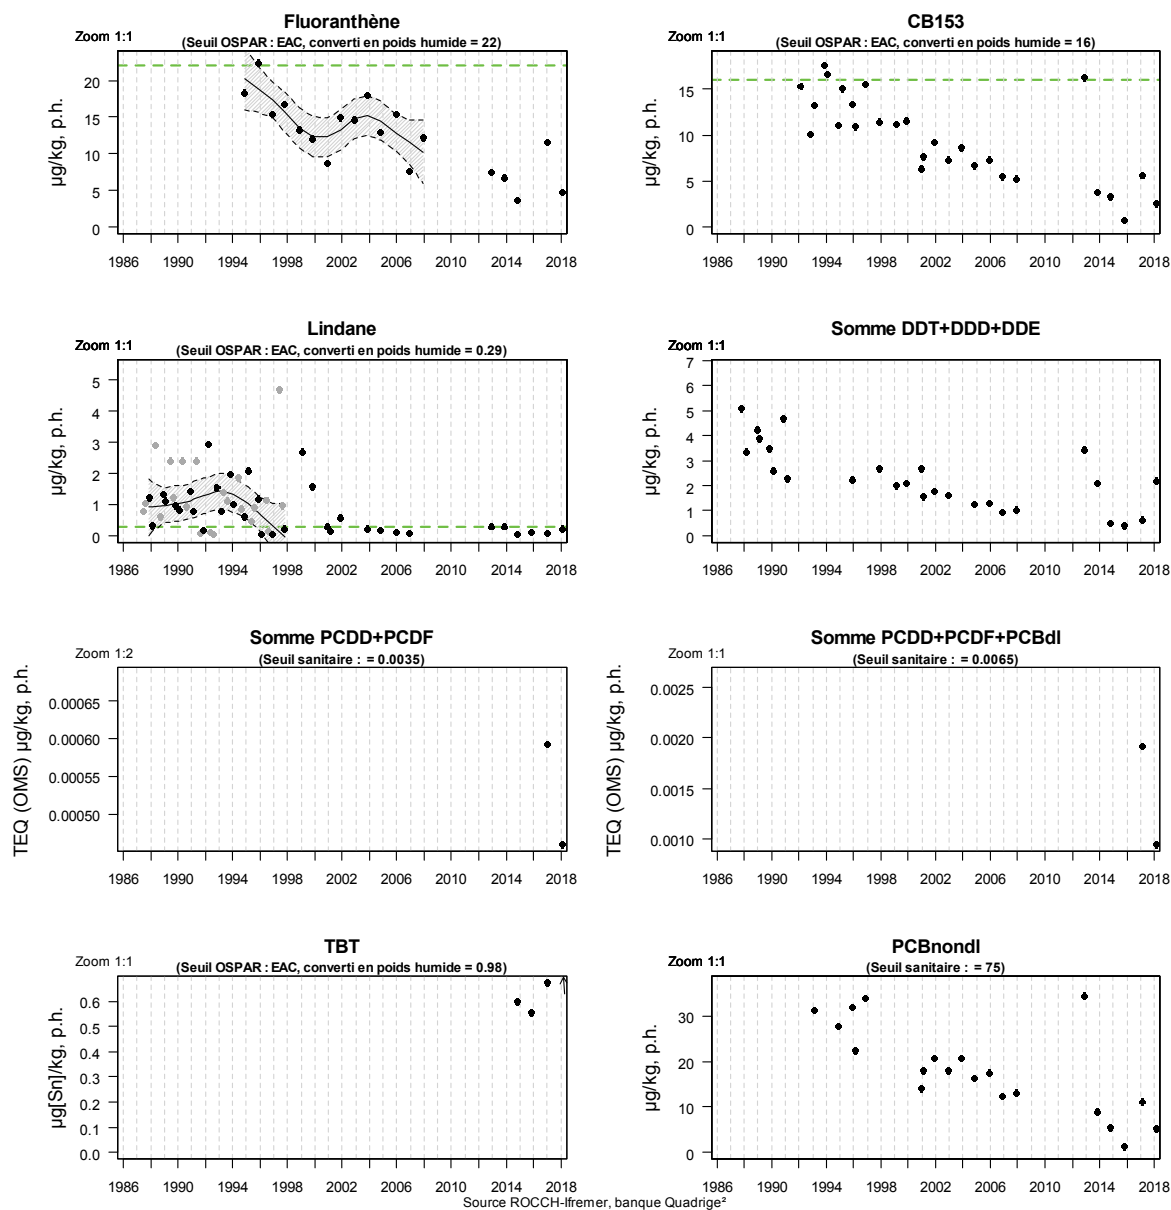 Fluoranthène
Zoom 1:1
(Seuil OSPAR : EAC, converti en poids humide = 22)
µg/kg, p.h.
20
15
10
5
0
1986 1990 1994 1998 2002 2006 2010 2014 2018
CB153
Zoom 1:1
(Seuil OSPAR : EAC, converti en poids humide = 16)
µg/kg, p.h.
15
10
5
0
1986 1990 1994 1998 2002 2006 2010 2014 2018
Lindane
Zoom 1:1
(Seuil OSPAR : EAC, converti en poids humide = 0.29)
µg/kg, p.h.
5
4
3
2
1
0
1986 1990 1994 1998 2002 2006 2010 2014 2018
Somme DDT+DDD+DDE
Zoom 1:1
µg/kg, p.h.
7
6
5
4
3
2
1
0
1986 1990 1994 1998 2002 2006 2010 2014 2018
Somme PCDD+PCDF
Zoom 1:2
(Seuil sanitaire : = 0.0035)
TEQ (OMS) µg/kg, p.h.
0.00065
0.00060
0.00055
0.00050
1986 1990 1994 1998 2002 2006 2010 2014 2018
Somme PCDD+PCDF+PCBdl
Zoom 1:1
(Seuil sanitaire : = 0.0065)
TEQ (OMS) µg/kg, p.h.
0.0025
0.0020
0.0015
0.0010
1986 1990 1994 1998 2002 2006 2010 2014 2018
TBT
Zoom 1:1
(Seuil OSPAR : EAC, converti en poids humide = 0.98)
µg[Sn]/kg, p.h.
0.6
0.5
0.4
0.3
0.2
0.1
0.0
1986 1990 1994 1998 2002 2006 2010 2014 2018
PCBnondl
Zoom 1:1
(Seuil sanitaire : = 75)
µg/kg, p.h.
30
20
10
0
1986 1990 1994 1998 2002 2006 2010 2014 2018
Source ROCCH-Ifremer, banque Quadrige²